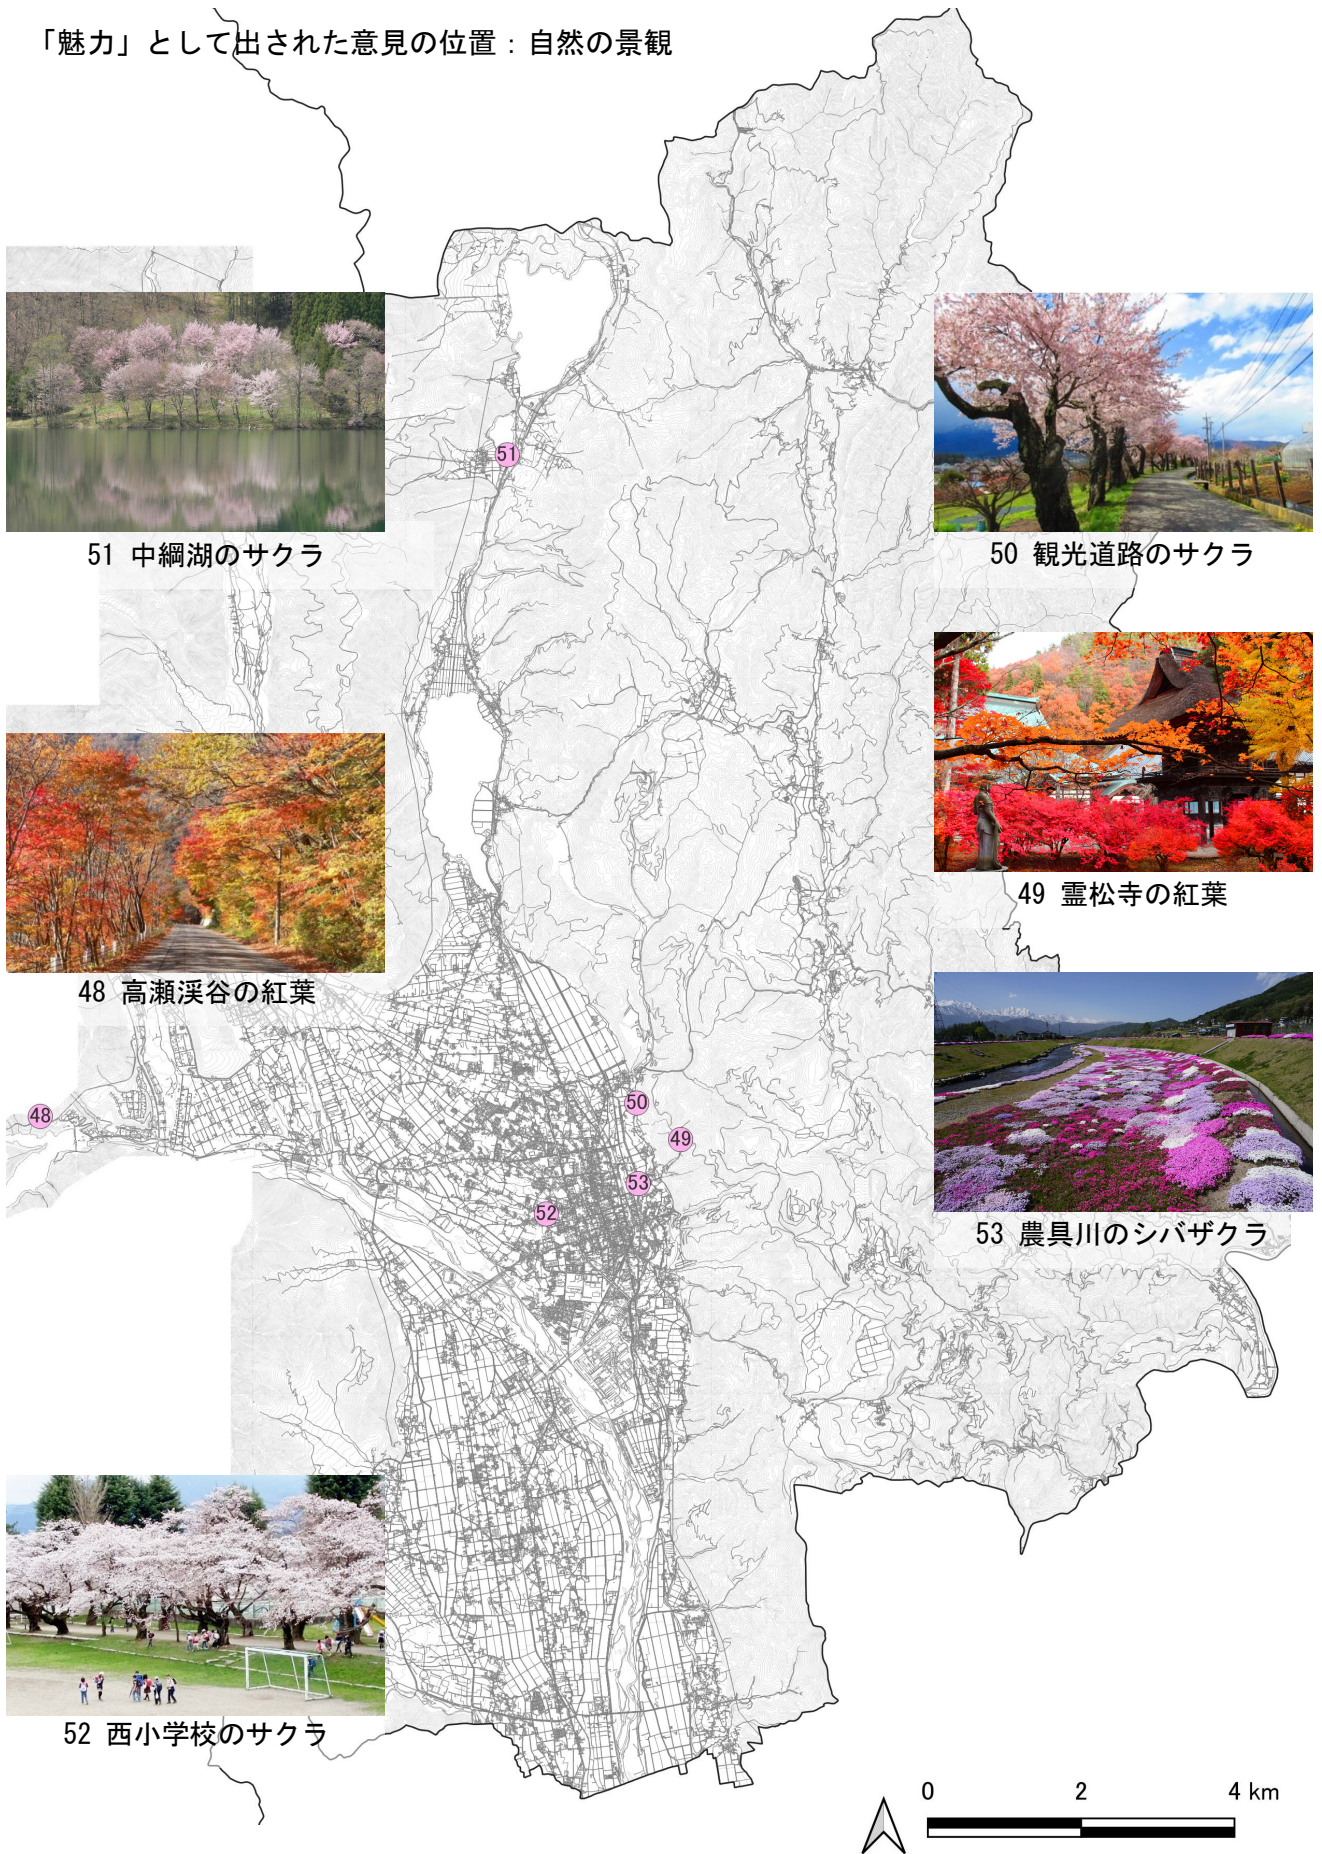 「魅力」として出された意見の位置：自然の景観
51 中綱湖のサクラ
50 観光道路のサクラ
49 霊松寺の紅葉
48 高瀬渓谷の紅葉
53 農具川のシバザクラ
52 西小学校のサクラ
51
48
50
49
53
52
0 2 4 km